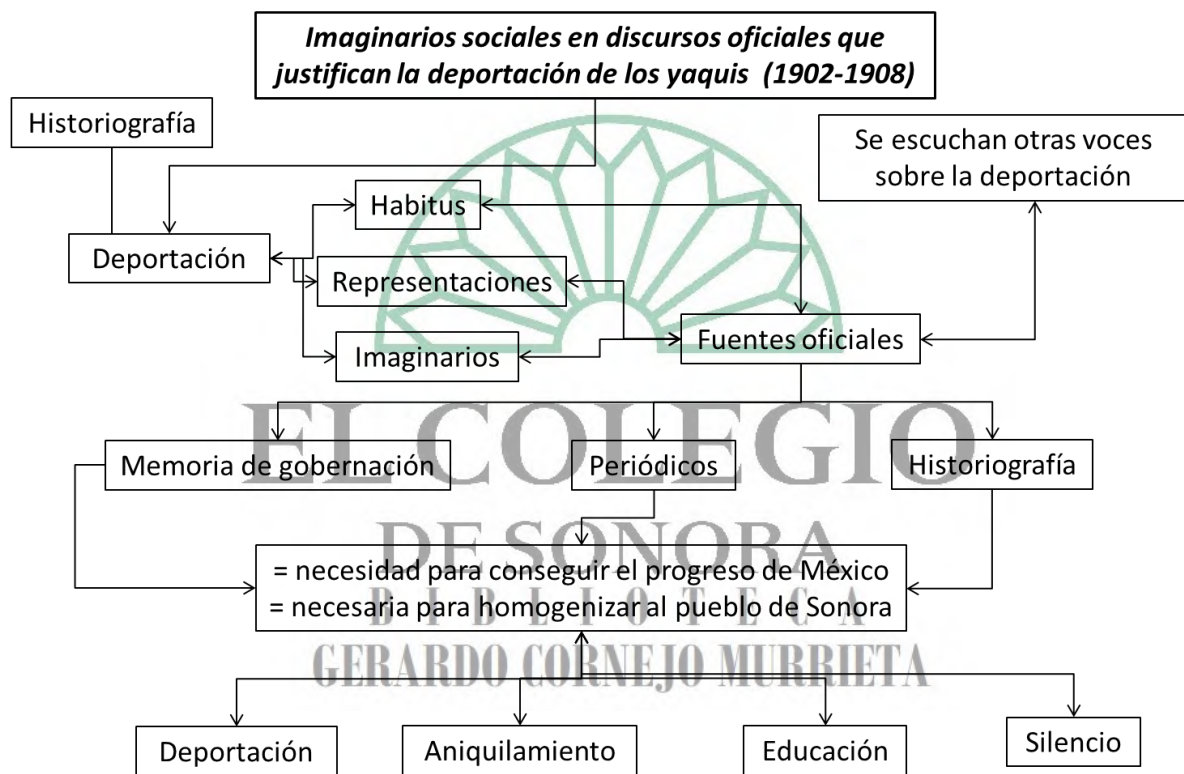 Imaginarios sociales en discursos oficiales que
justifican la deportación de los yaquis (1902-1908)
Historiografía
Se escuchan otras voces
sobre la deportación
Habitus
Deportación
Representaciones
Imaginarios
Fuentes oficiales
EL COLEGIO
Memoria de gobernación
Periódicos
Historiografía
DE SONORA
= necesidad para conseguir el progreso de México
= necesaria para homogenizar al pueblo de Sonora
BIBLIOTECA
GERARDO CORNEJO MURRIETA
Deportación
Aniquilamiento
Educación
Silencio